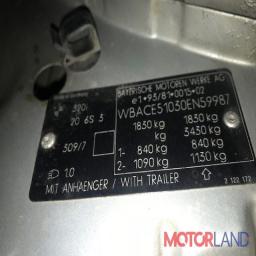 BAYERISCHE MOTOREN WERKE AG
e1*93/81*0015*02
WBACE51030EN59987
320i
20 6S 3
509/7
1.0
1830 kg 1830 kg
kg 3430 kg
1- 840 kg 840 kg
2- 1090 kg 1130 kg
MIT ANHAENGER / WITH TRAILER
2 122 172
MOTORLAND